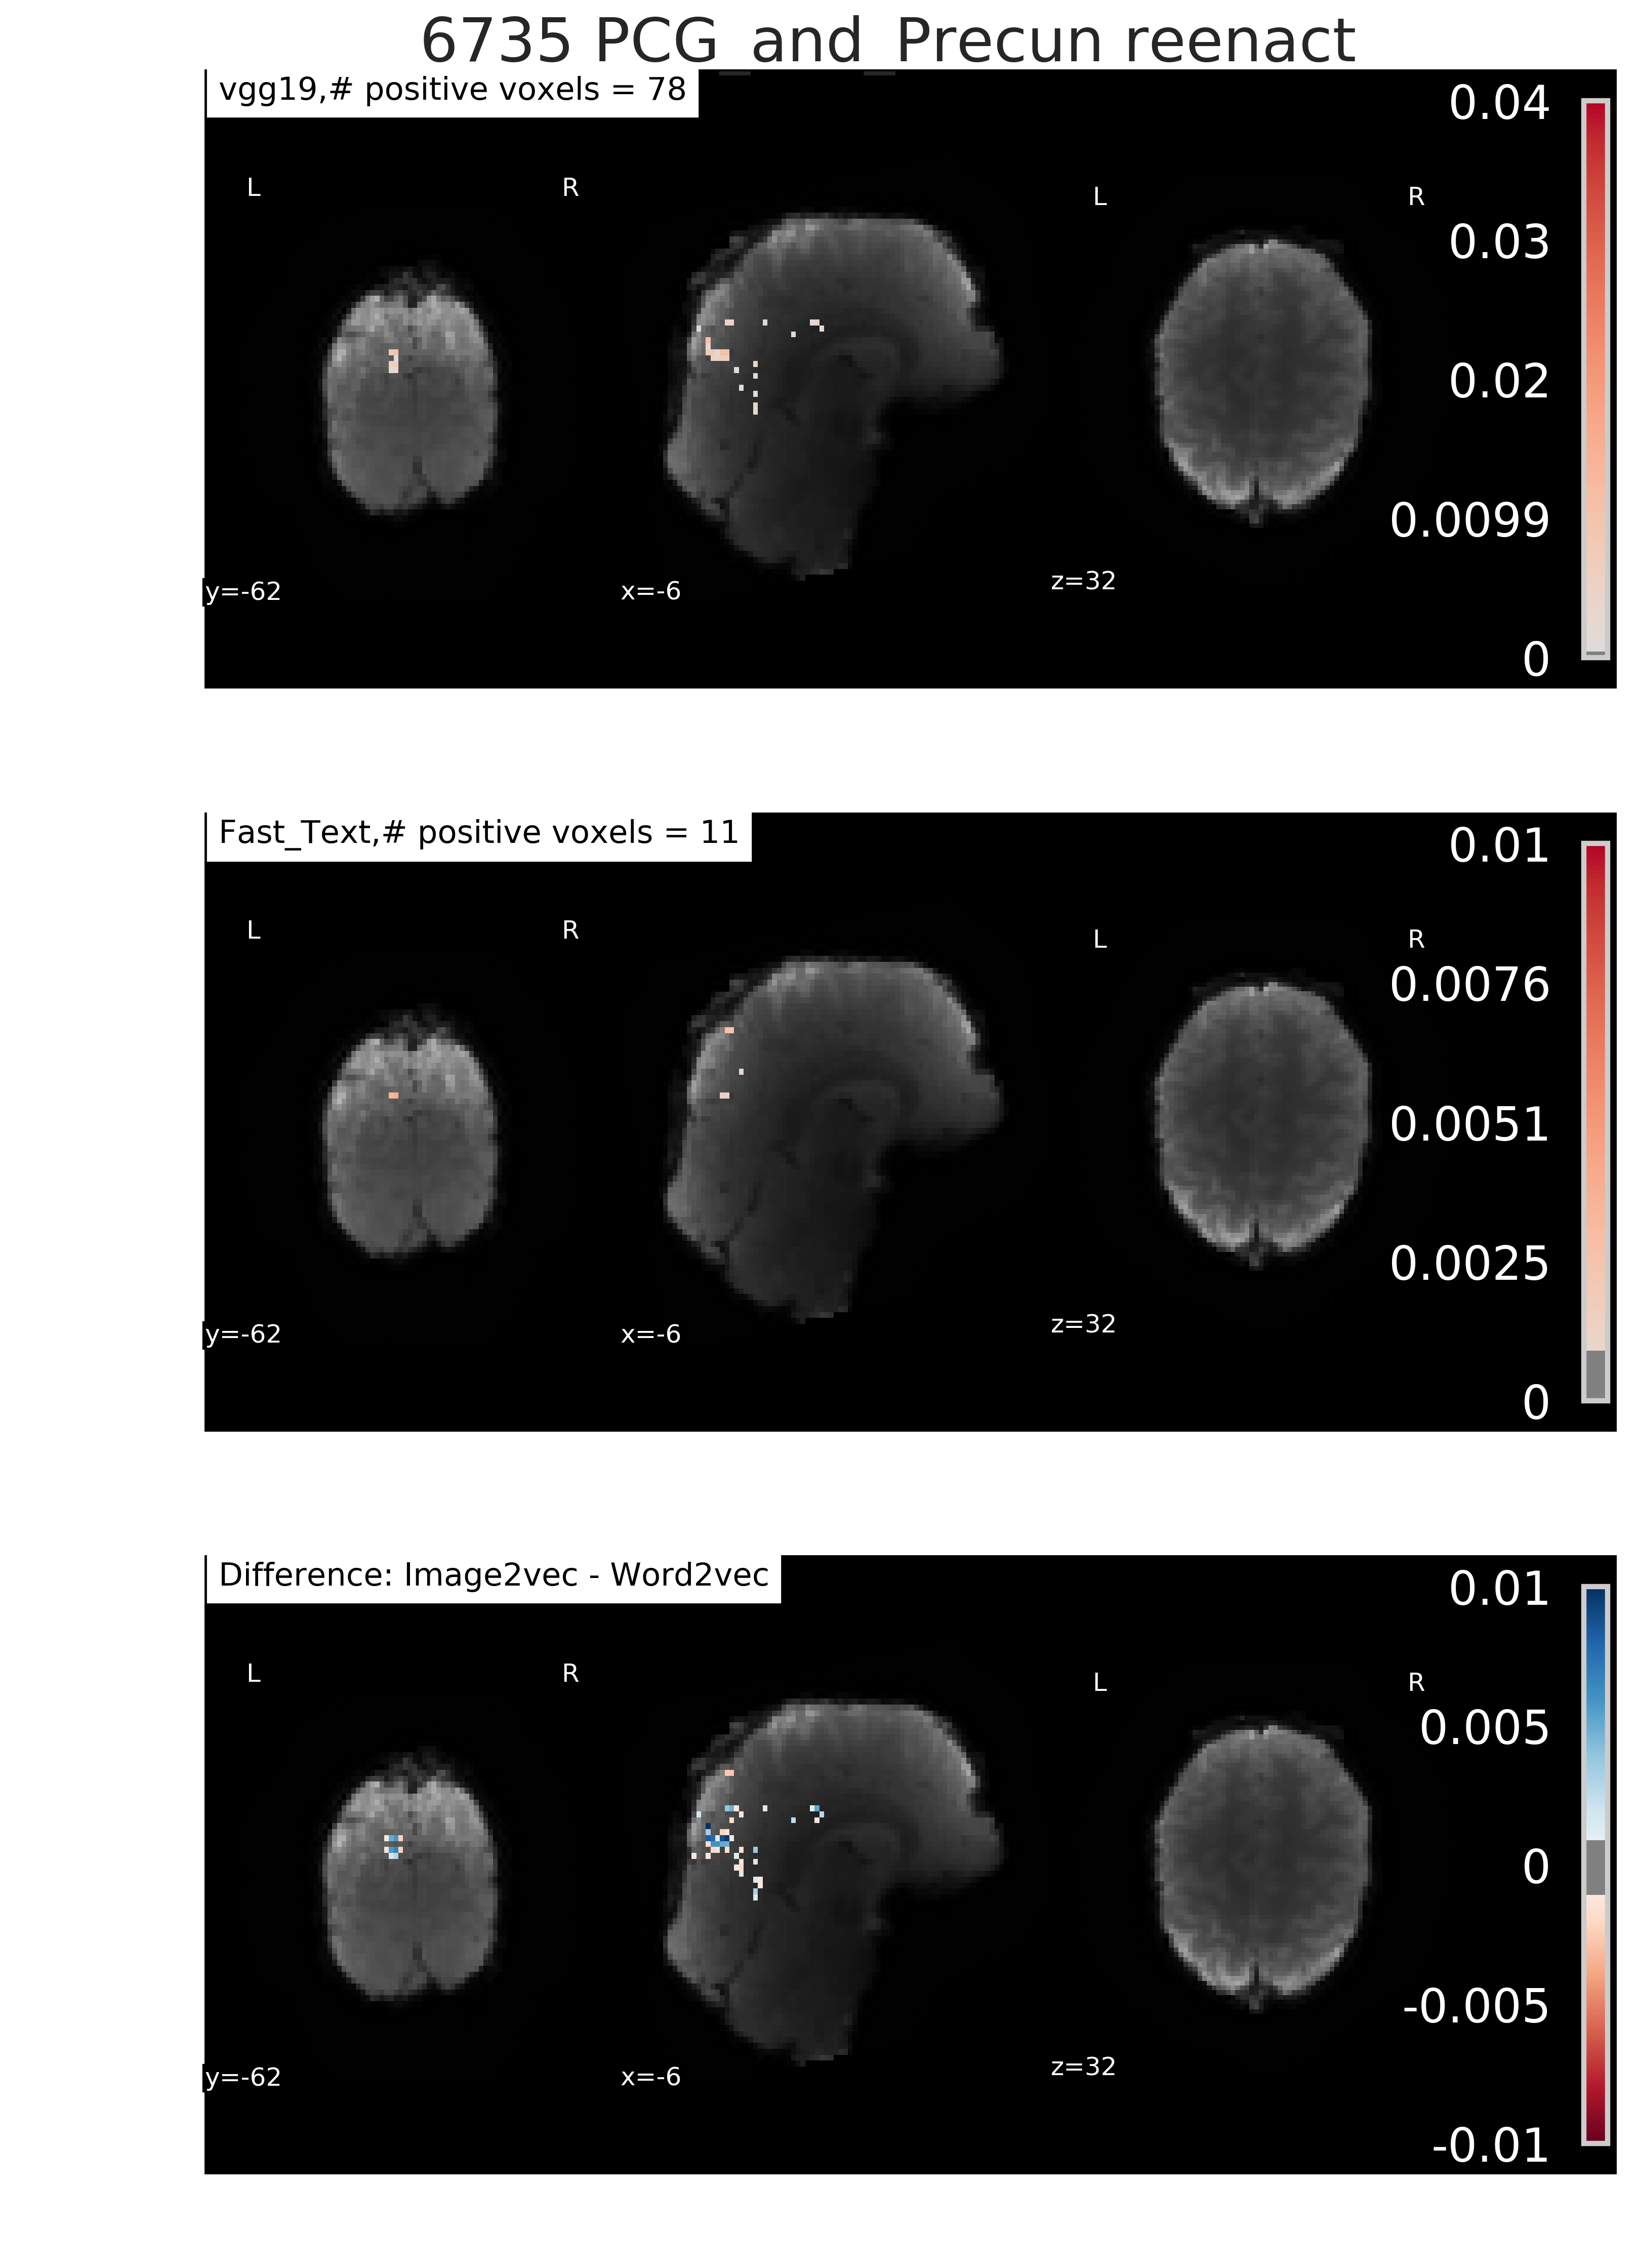 6735 PCG_and_Precun reenact
vgg19,# positive voxels = 78
0.04
L R L R
0.03
0.02
0.0099
y=-62 x=-6 z=32
0
Fast_Text,# positive voxels = 11
0.01
L R L R
0.0076
0.0051
0.0025
y=-62 x=-6 z=32
0
Difference: Image2vec - Word2vec
0.01
L R L R
0.005
0
-0.005
y=-62 x=-6 z=32
-0.01